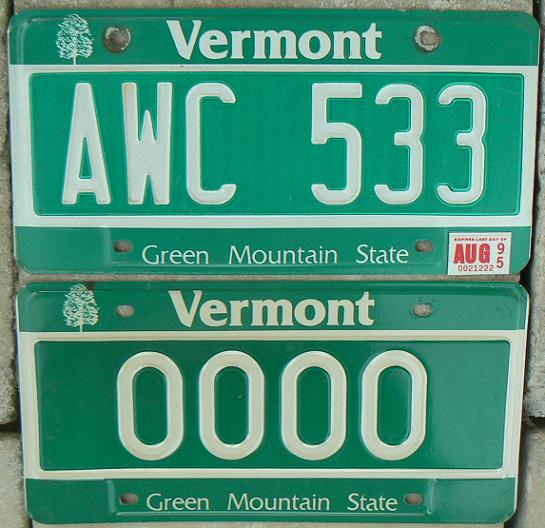 Vermont
AWC 533
Green Mountain State
EXPIRES LAST DAY OF
AUG 95
0021222
Vermont
0000
Green Mountain State